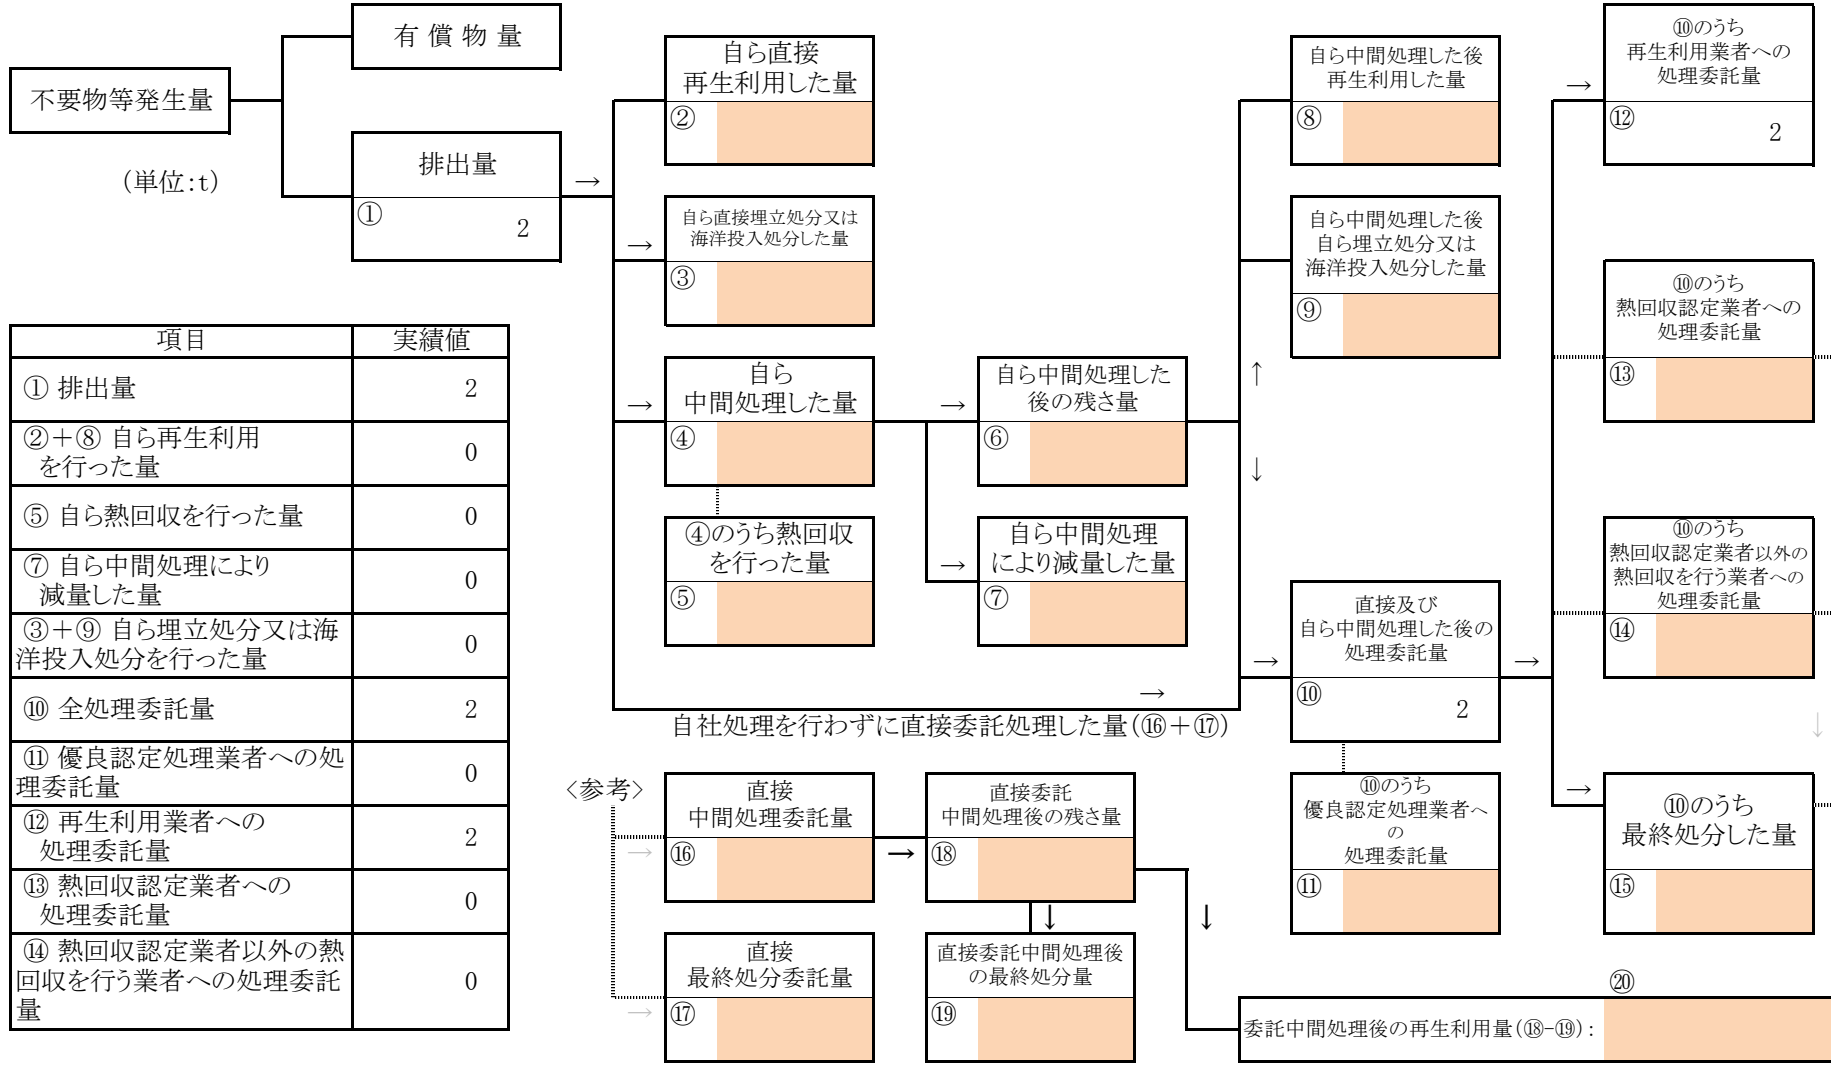 不要物等発生量
有 償 物 量
(単位:t)
排出量
①
2
→
自ら直接
再生利用した量
②
→
自ら直接埋立処分又は
海洋投入処分した量
③
→
自ら
中間処理した量
④
④のうち熱回収
を行った量
⑤
→
自ら中間処理した
後の残さ量
⑥
→
自ら中間処理
により減量した量
⑦
自ら中間処理した後
再生利用した量
⑧
自ら中間処理した後
自ら埋立処分又は
海洋投入処分した量
⑨
↑
↓
→
自社処理を行わずに直接委託処理した量(⑯+⑰)
→
直接及び
自ら中間処理した後の
処理委託量
⑩
2
⑩のうち
優良認定処理業者へ
の
処理委託量
⑪
→
→
⑩のうち
再生利用業者への
処理委託量
⑫
2
⑩のうち
熱回収認定業者への
処理委託量
⑬
⑩のうち
熱回収認定業者以外の
熱回収を行う業者への
処理委託量
⑭
↓
→
⑩のうち
最終処分した量
⑮
項目 実績値
① 排出量 2
②+⑧ 自ら再生利用
を行った量 0
⑤ 自ら熱回収を行った量 0
⑦ 自ら中間処理により
減量した量 0
③+⑨ 自ら埋立処分又は海
洋投入処分を行った量 0
⑩ 全処理委託量 2
⑪ 優良認定処理業者への処
理委託量 0
⑫ 再生利用業者への
処理委託量 2
⑬ 熱回収認定業者への
処理委託量 0
⑭ 熱回収認定業者以外の熱
回収を行う業者への処理委託
量 0
<参考>
→
直接
中間処理委託量
⑯
→
直接委託
中間処理後の残さ量
⑱
↓
↓
→
直接
最終処分委託量
⑰
直接委託中間処理後
の最終処分量
⑲
⑳
委託中間処理後の再生利用量(⑱-⑲):